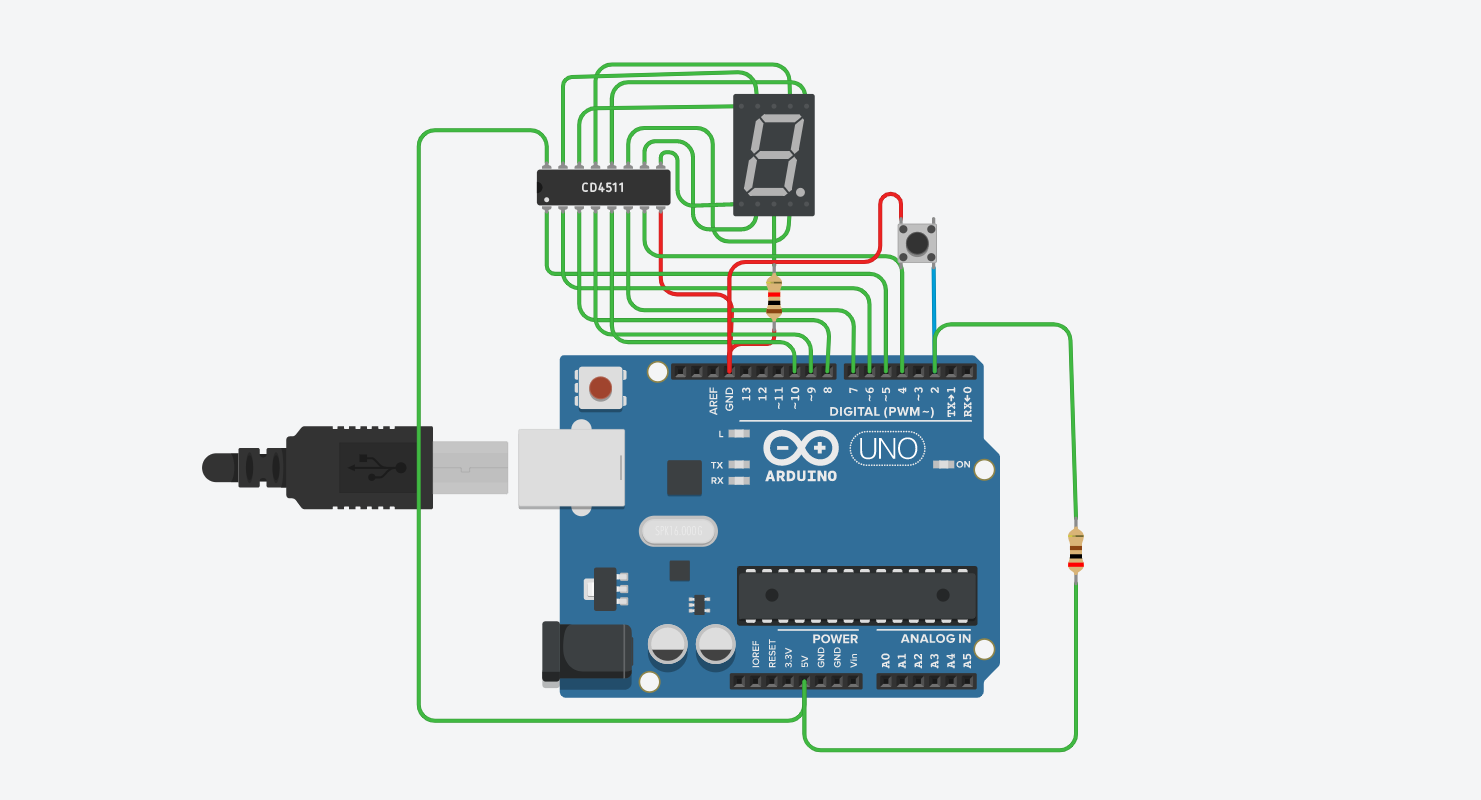 CD4511
AREF
GND
13
12
~11
~10
~9
8
7
~6
~5
4
~3
2
TX→1
RX←0
DIGITAL (PWM~)
L
TX
RX
ARDUINO
UNO
ON
POWER
ANALOG IN
IOREF
RESET
3.3V
5V
GND
GND
Vin
A0
A1
A2
A3
A4
A5